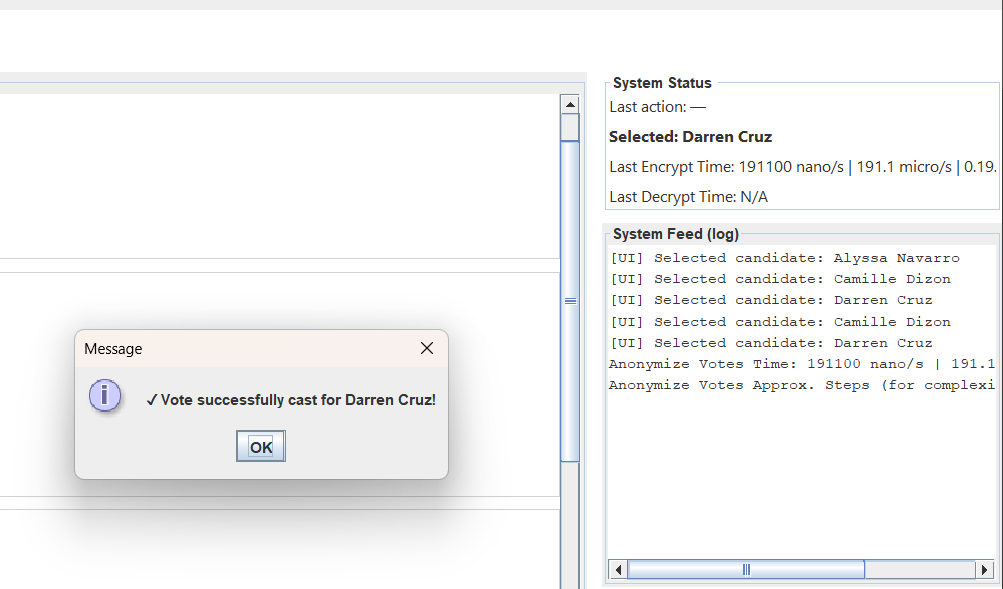 System Status
Last action: —
Selected: Darren Cruz
Last Encrypt Time: 191100 nano/s | 191.1 micro/s | 0.19.
Last Decrypt Time: N/A
System Feed (log)
[UI] Selected candidate: Alyssa Navarro
[UI] Selected candidate: Camille Dizon
[UI] Selected candidate: Darren Cruz
[UI] Selected candidate: Camille Dizon
[UI] Selected candidate: Darren Cruz
Anonymize Votes Time: 191100 nano/s | 191.1
Anonymize Votes Approx. Steps (for complexi
Message
✓ Vote successfully cast for Darren Cruz!
OK